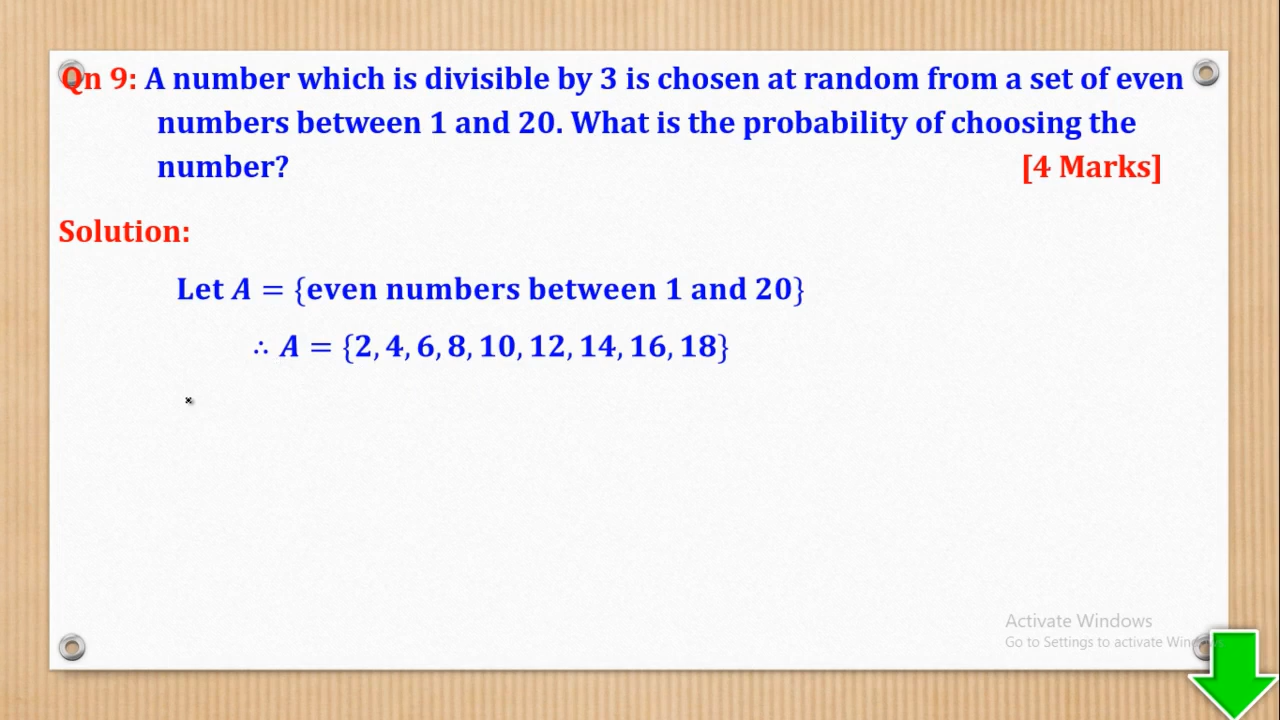 Qn 9: A number which is divisible by 3 is chosen at random from a set of even
numbers between 1 and 20. What is the probability of choosing the
number? [4 Marks]
Solution:
Let A = {even numbers between 1 and 20}
∴ A = {2, 4, 6, 8, 10, 12, 14, 16, 18}
Activate Windows
Go to Settings to activate Windows